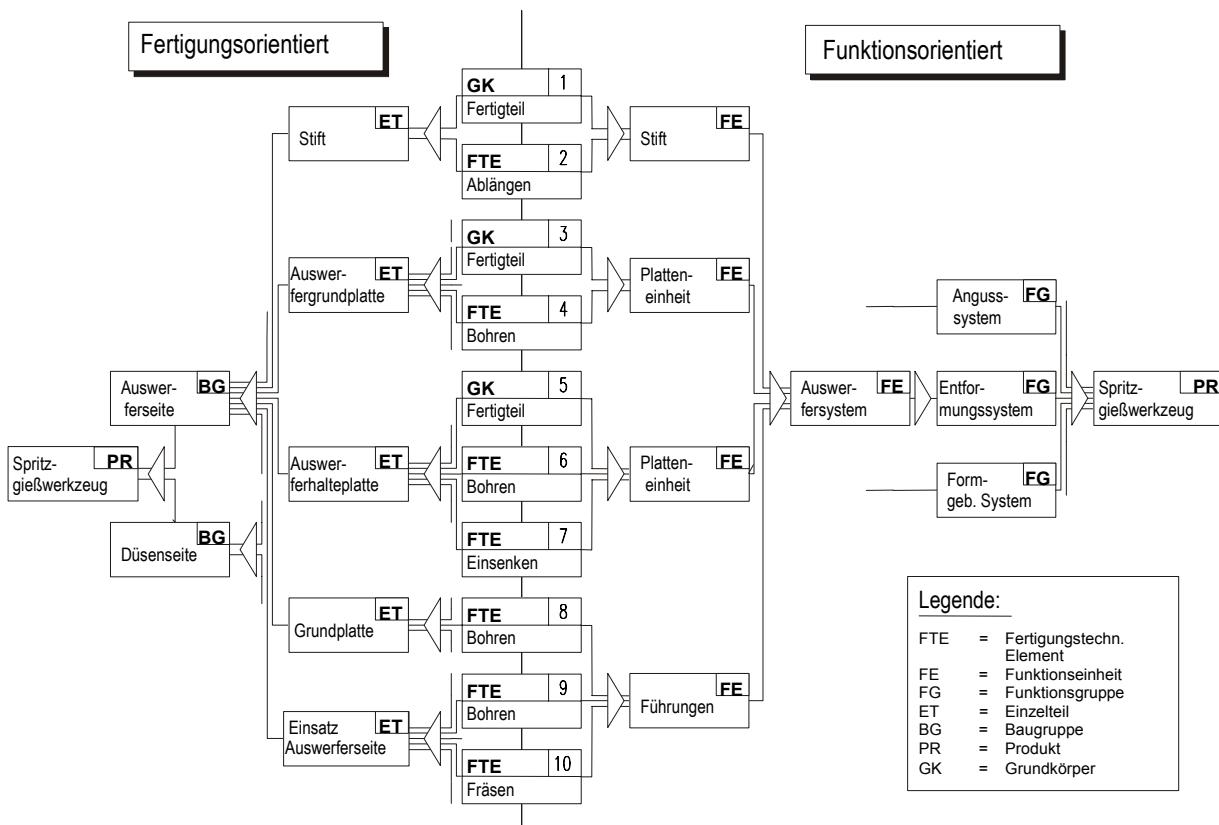 Fertigungsorientiert
Funktionsorientiert
GK 1
Fertigteil
FTE 2
Ablängen
GK 3
Fertigteil
FTE 4
Bohren
GK 5
Fertigteil
FTE 6
Bohren
FTE 7
Einsenken
FTE 8
Bohren
FTE 9
Bohren
FTE 10
Fräsen
ET
Stift
ET
Auswer-
fergrundplatte
ET
Auswer-
ferhalteplatte
ET
Grundplatte
ET
Einsatz
Auswerferseite
BG
Auswer-
ferseite
PR
Spritz-
gießwerkzeug
BG
Düsenseite
FE
Stift
FE
Platten-
einheit
FE
Platten-
einheit
FE
Führungen
FE
Auswer-
fersystem
FG
Anguss-
system
FG
Entfor-
mungssystem
FG
Form-
geb. System
PR
Spritz-
gießwerkzeug
Legende:
FTE = Fertigungstechn.
Element
FE = Funktionseinheit
FG = Funktionsgruppe
ET = Einzelteil
BG = Baugruppe
PR = Produkt
GK = Grundkörper